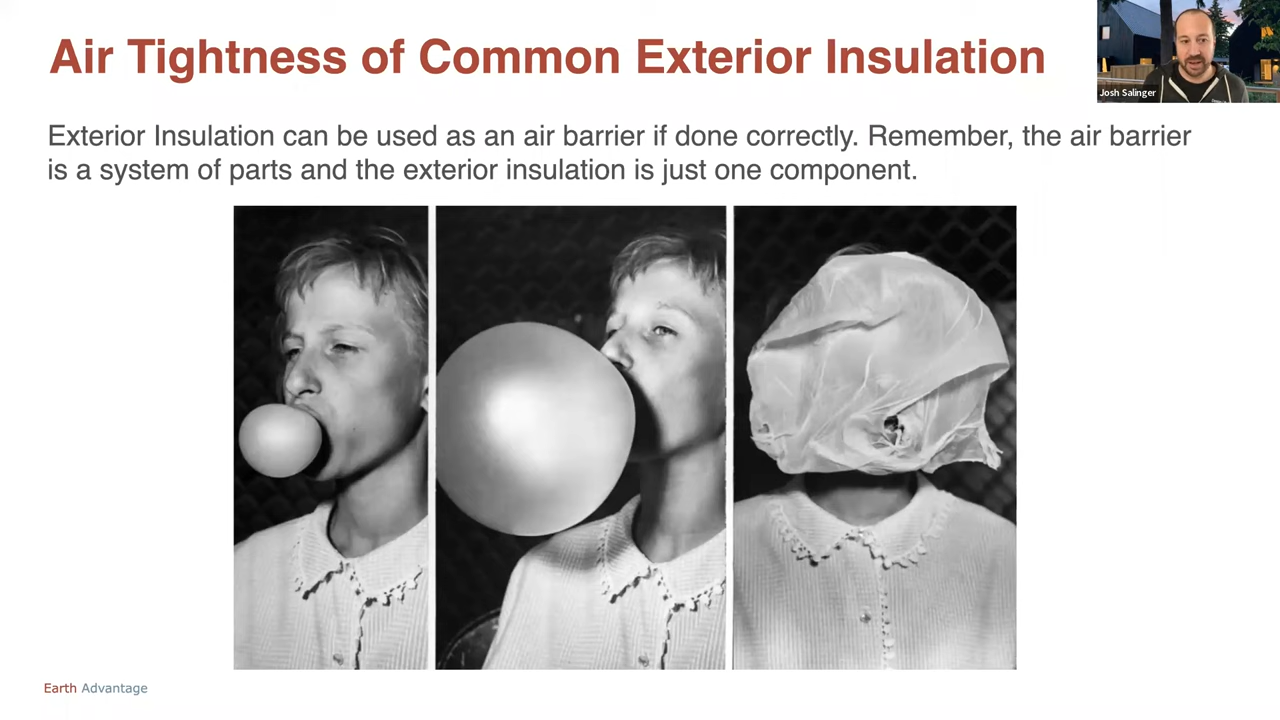 Air Tightness of Common Exterior Insulation
Josh Salinger
Exterior Insulation can be used as an air barrier if done correctly. Remember, the air barrier
is a system of parts and the exterior insulation is just one component.
Earth Advantage